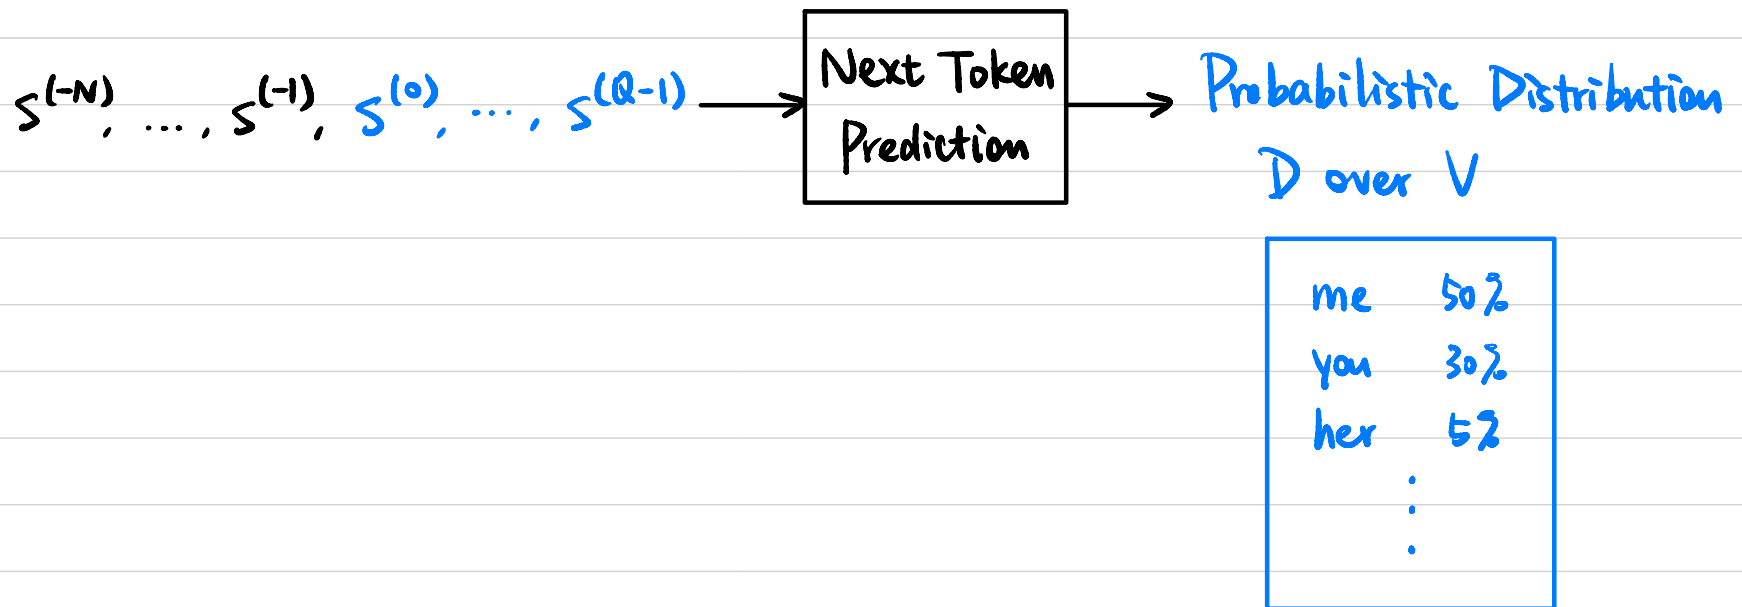 s^(-N), ..., s^(-1), s^(0), ..., s^(Q-1)
Next Token
Prediction
Probabilistic Distribution
D over V
me 50%
you 30%
her 5%
⋮